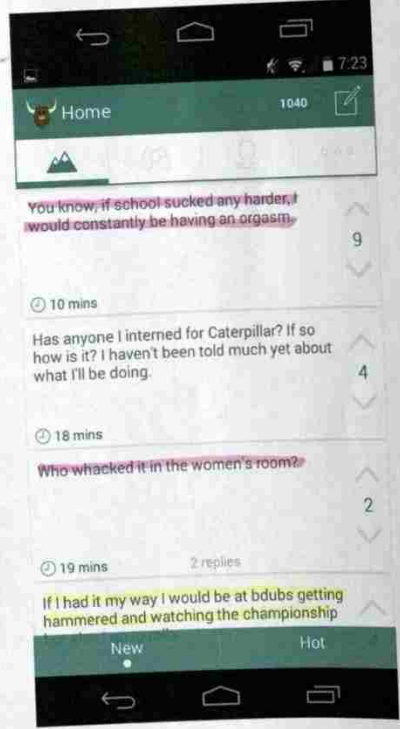 7:23
Home 1040
You know, if school sucked any harder, I
would constantly be having an orgasm.
9
10 mins
Has anyone I interned for Caterpillar? If so
how is it? I haven't been told much yet about
what I'll be doing.
4
18 mins
Who whacked it in the women's room?
2
19 mins 2 replies
If I had it my way I would be at bdubs getting
hammered and watching the championship
New Hot